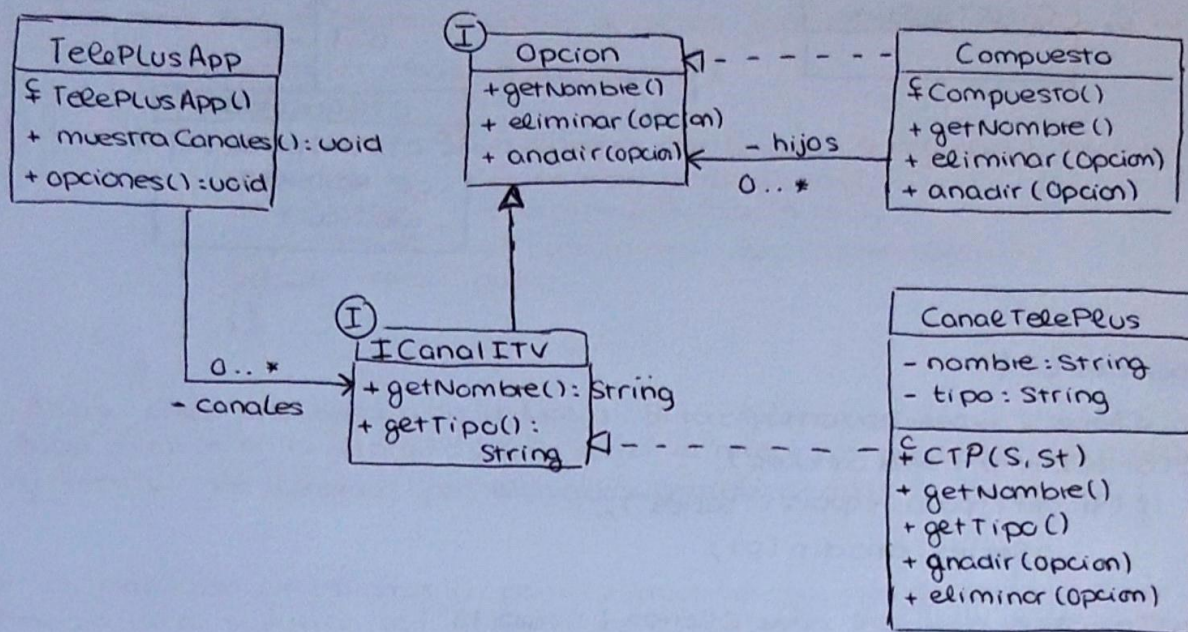 TelePlusApp
c+ TelePlusApp()
+ muestraCanales(): void
+ opciones(): void
I
Opcion
+getNombre()
+ eliminar(opcion)
+ anadir(opcion)
- hijos
0..*
Compuesto
c+ Compuesto()
+ getNombre()
+ eliminar(Opcion)
+ anadir(Opcion)
0..*
- canales
I
ICanalITV
+ getNombre(): String
+ getTipo():
String
CanalTelePlus
- nombre: String
- tipo: String
c+ CTP(S, St)
+ getNombre()
+ getTipo()
+ anadir(opcion)
+ eliminar(Opcion)